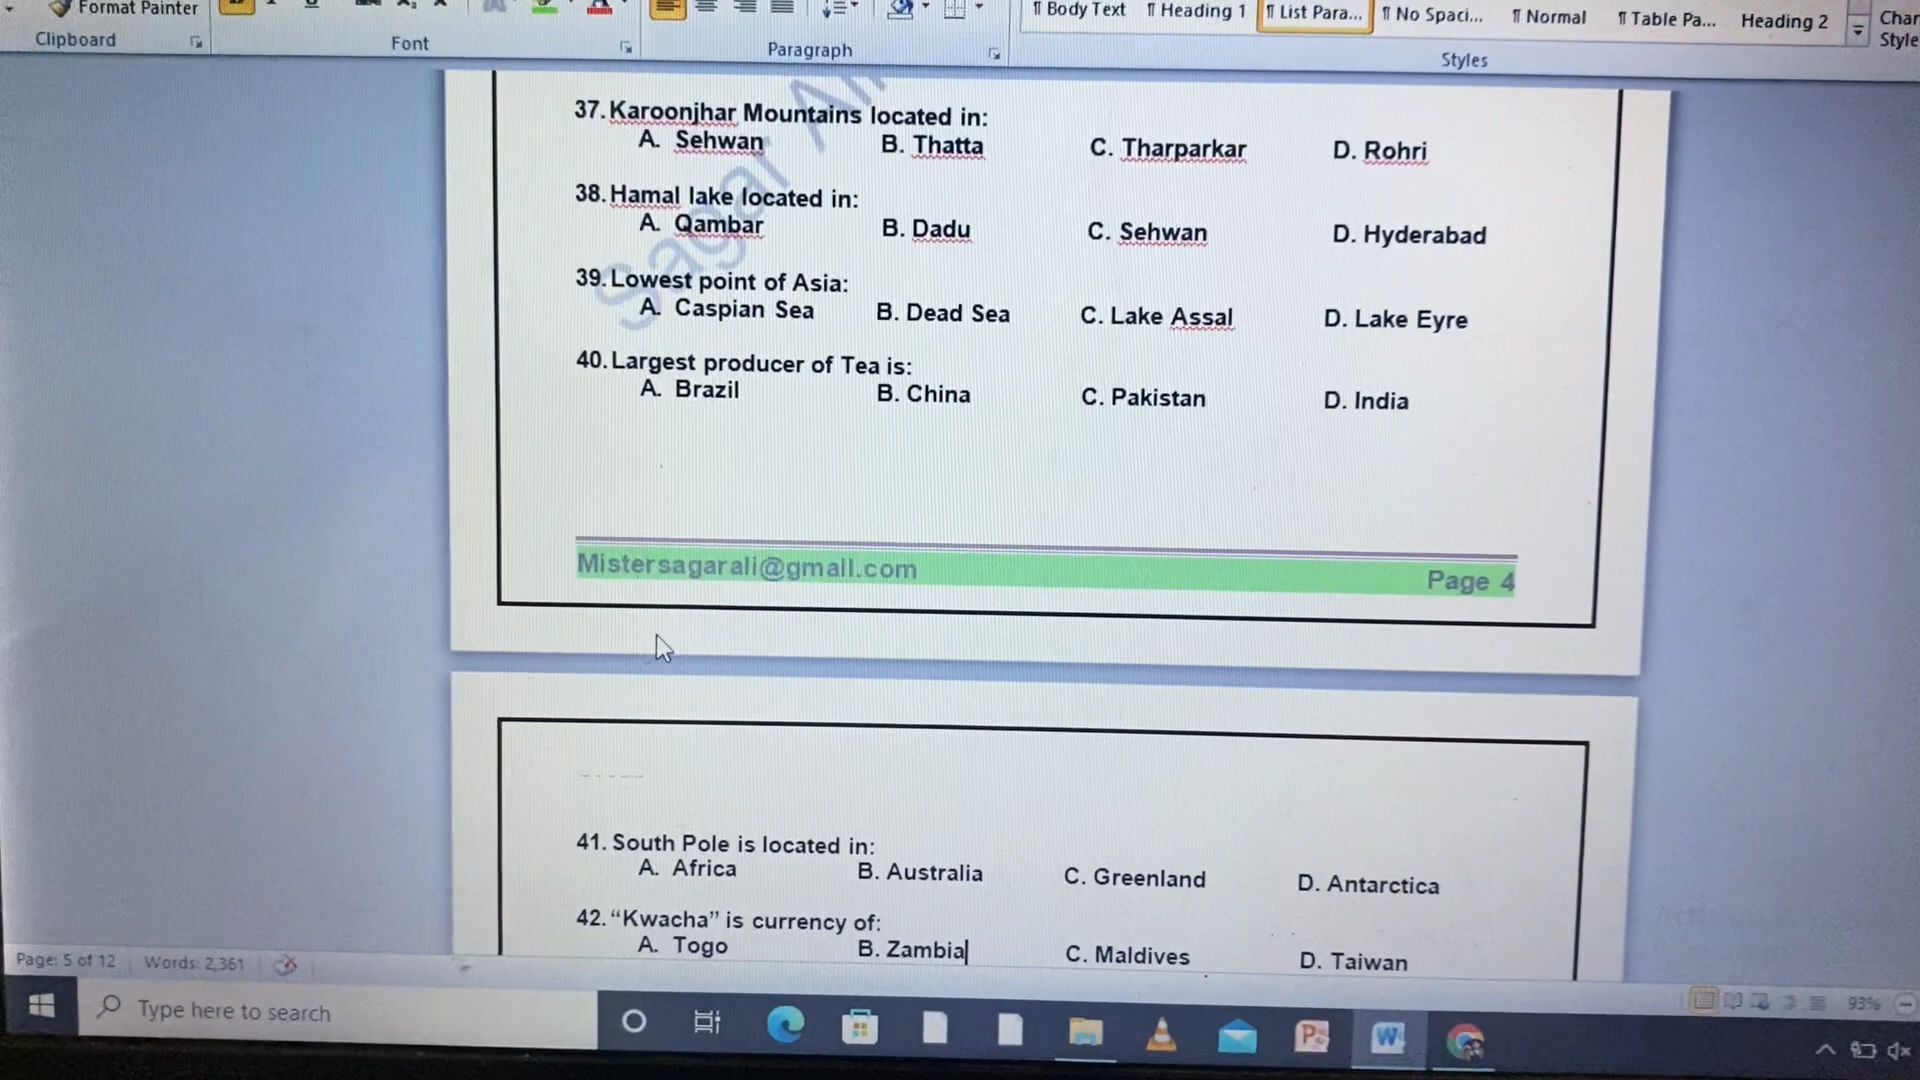 Format Painter
¶ Body Text ¶ Heading 1 ¶ List Para... ¶ No Spaci... ¶ Normal ¶ Table Pa... Heading 2
Clipboard Font Paragraph Styles
37. Karoonjhar Mountains located in:
A. Sehwan B. Thatta C. Tharparkar D. Rohri
38. Hamal lake located in:
A. Qambar B. Dadu C. Sehwan D. Hyderabad
39. Lowest point of Asia:
A. Caspian Sea B. Dead Sea C. Lake Assal D. Lake Eyre
40. Largest producer of Tea is:
A. Brazil B. China C. Pakistan D. India
Sagar Ali
Mistersagarali@gmail.com Page 4
41. South Pole is located in:
A. Africa B. Australia C. Greenland D. Antarctica
42. “Kwacha” is currency of:
A. Togo B. Zambia C. Maldives D. Taiwan
Page: 5 of 12 Words: 2,361 93%
Type here to search